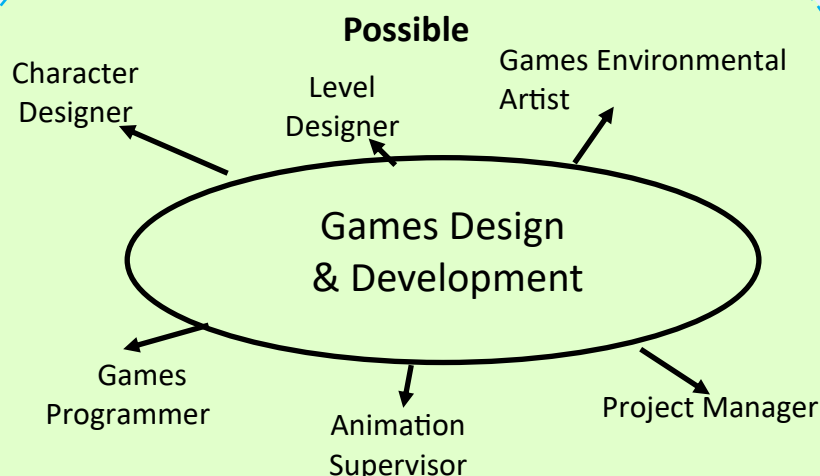 Possible
Character
Designer
Level
Designer
Games Environmental
Artist
Games Design
& Development
Games
Programmer
Animation
Supervisor
Project Manager